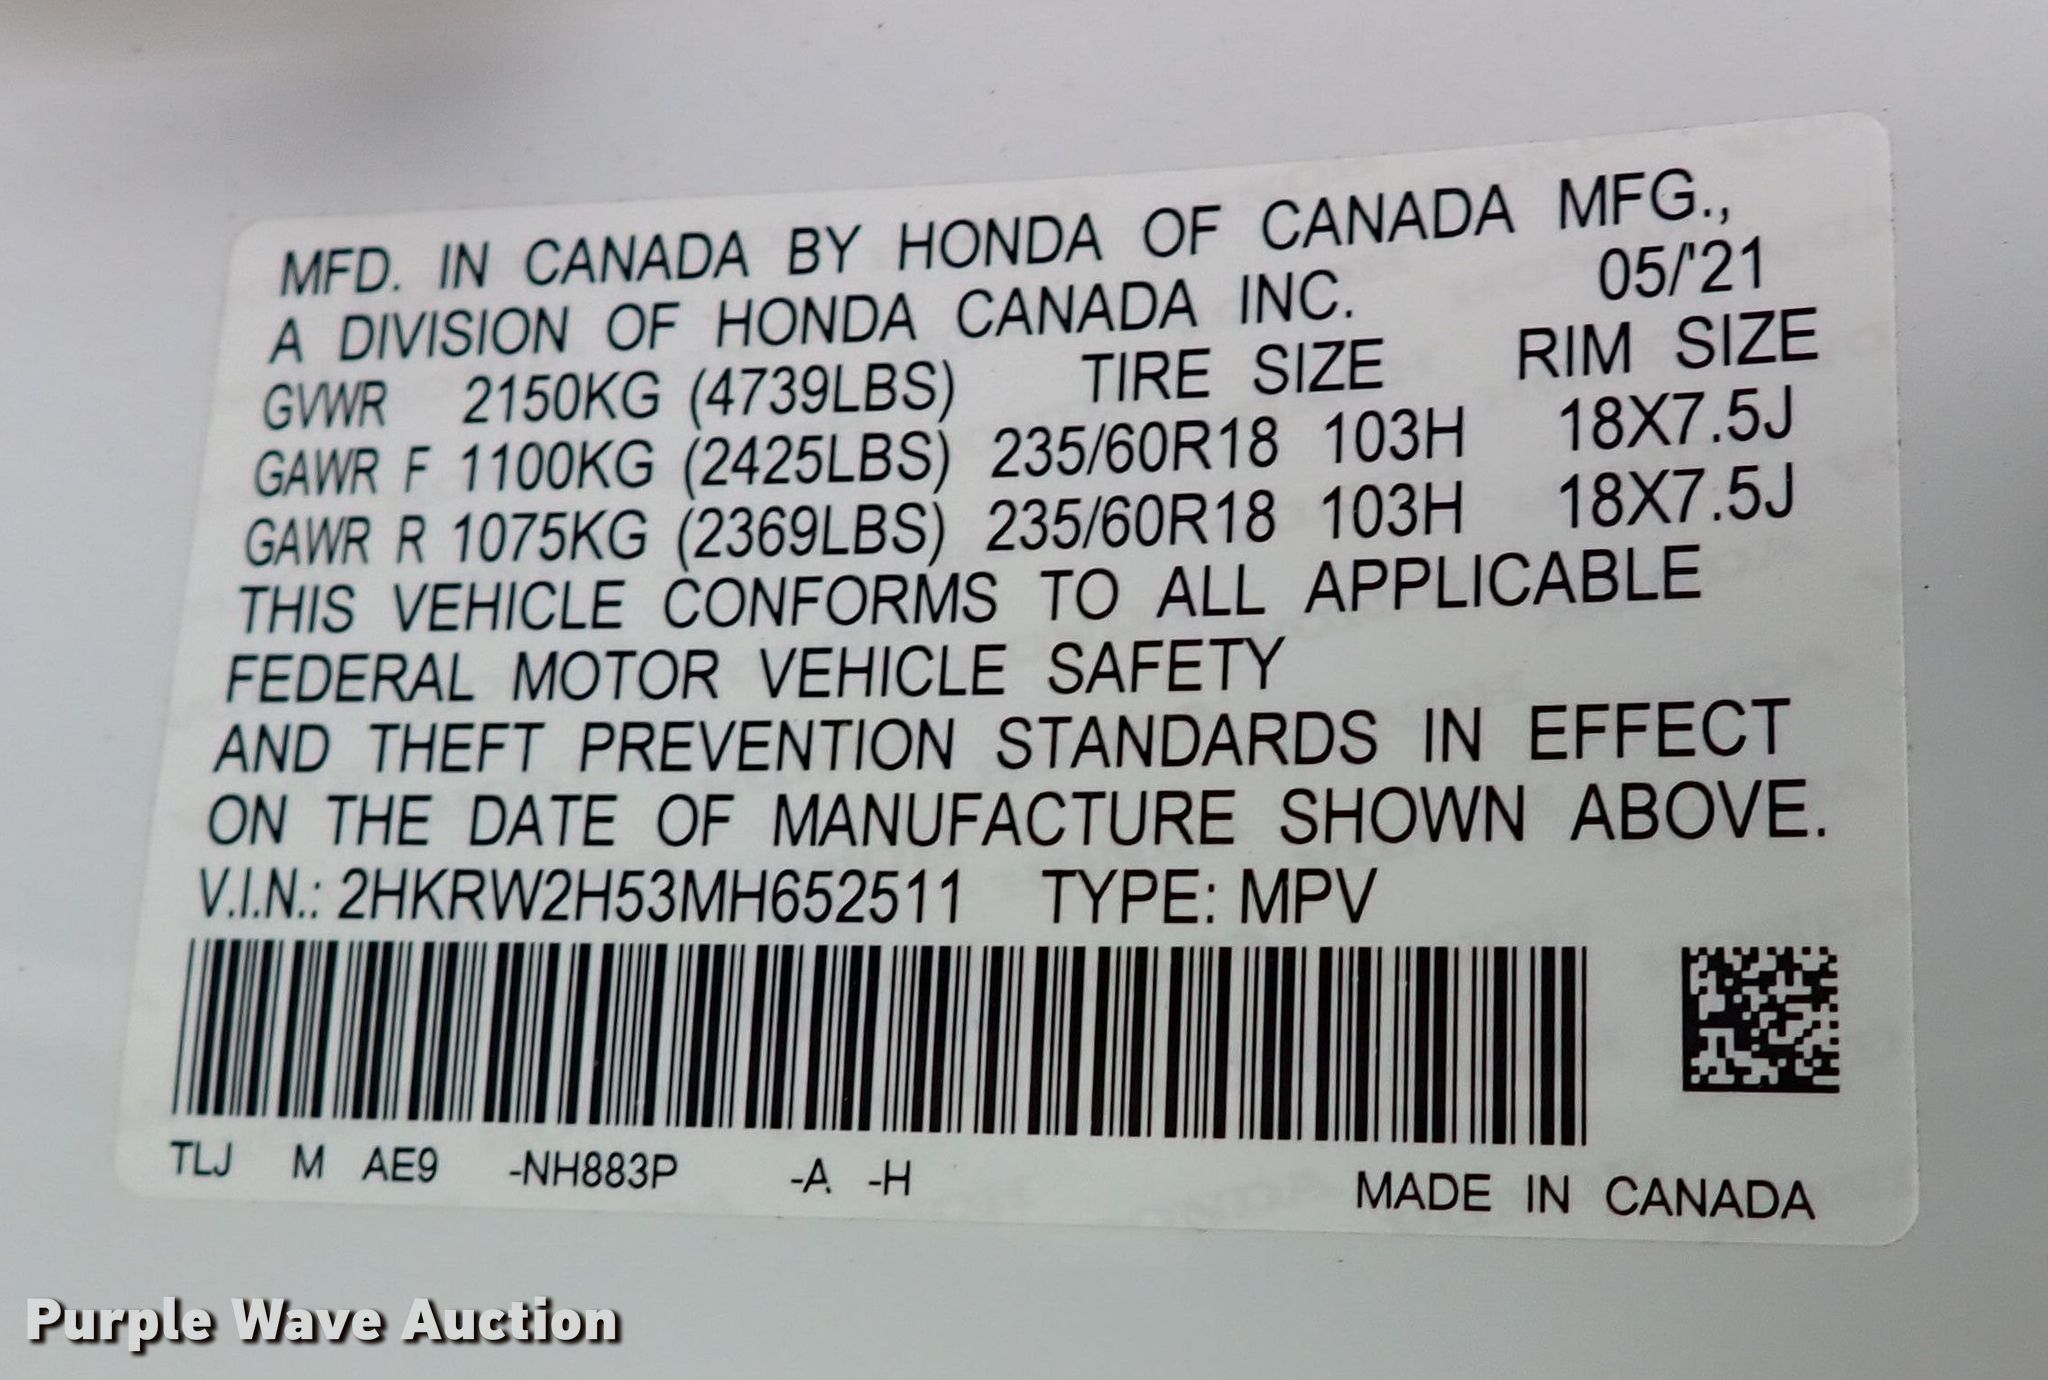 MFD. IN CANADA BY HONDA OF CANADA MFG.,
A DIVISION OF HONDA CANADA INC. 05/'21
GVWR 2150KG (4739LBS) TIRE SIZE RIM SIZE
GAWR F 1100KG (2425LBS) 235/60R18 103H 18X7.5J
GAWR R 1075KG (2369LBS) 235/60R18 103H 18X7.5J
THIS VEHICLE CONFORMS TO ALL APPLICABLE
FEDERAL MOTOR VEHICLE SAFETY
AND THEFT PREVENTION STANDARDS IN EFFECT
ON THE DATE OF MANUFACTURE SHOWN ABOVE.
V.I.N.: 2HKRW2H53MH652511 TYPE: MPV
TLJ M AE9 -NH883P -A -H MADE IN CANADA
Purple Wave Auction